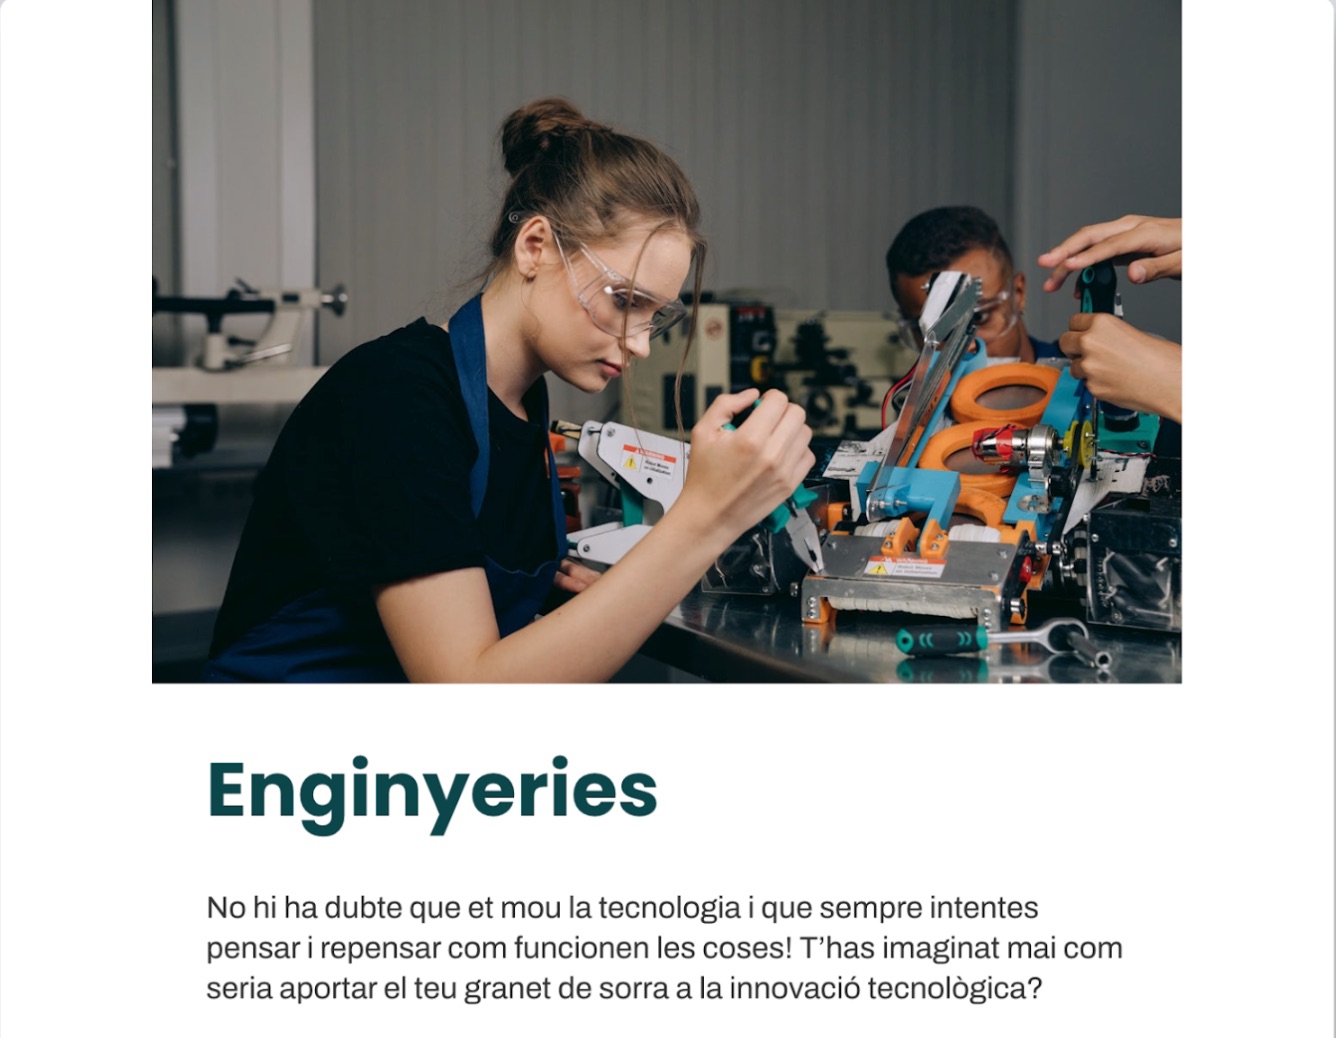 Enginyeries
No hi ha dubte que et mou la tecnologia i que sempre intentes
pensar i repensar com funcionen les coses! T’has imaginat mai com
seria aportar el teu granet de sorra a la innovació tecnològica?